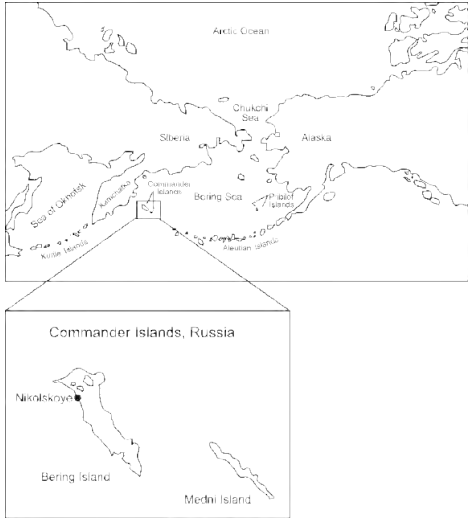 Arctic Ocean
Chukchi
Sea
Siberia
Alaska
Sea of Okhotsk
Kamchatka
Commander
Islands
Bering Sea
Pribilof
Islands
Kurile Islands
Aleutian Islands
Commander Islands, Russia
Nikolskoye
Bering Island
Medni Island